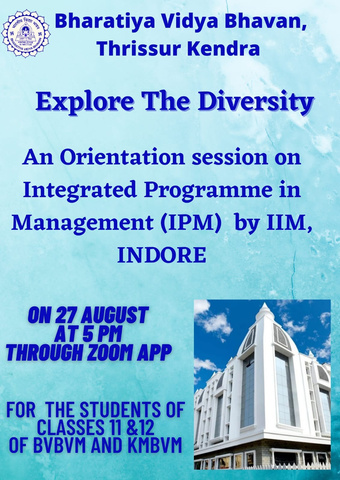 Bharatiya Vidya Bhavan,
Thrissur Kendra
Explore The Diversity
An Orientation session on
Integrated Programme in
Management (IPM) by IIM,
INDORE
ON 27 AUGUST
AT 5 PM
THROUGH ZOOM APP
FOR THE STUDENTS OF
CLASSES 11 &12
OF BVBVM AND KMBVM